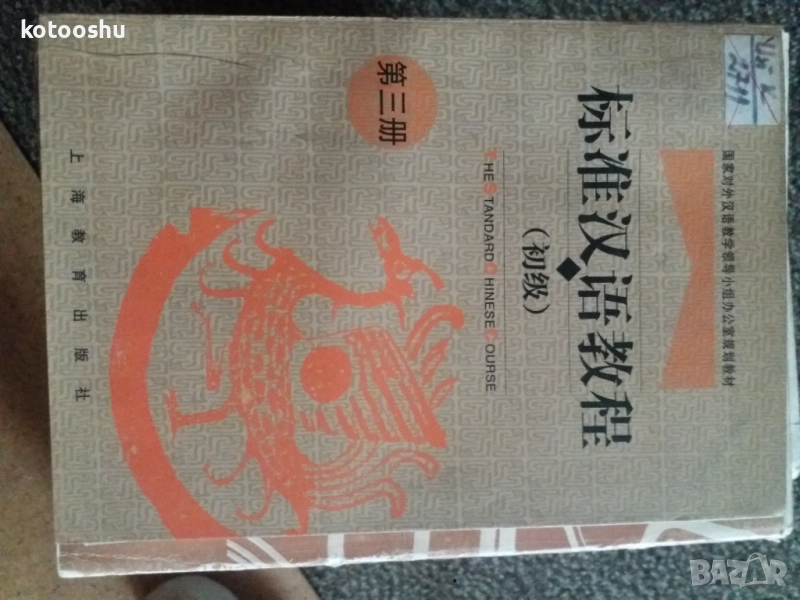 kotooshu
国家对外汉语教学领导小组办公室规划教材
标准汉语教程
(初级)
THE STANDARD CHINESE COURSE
第三册
上海教育出版社
BAZAR